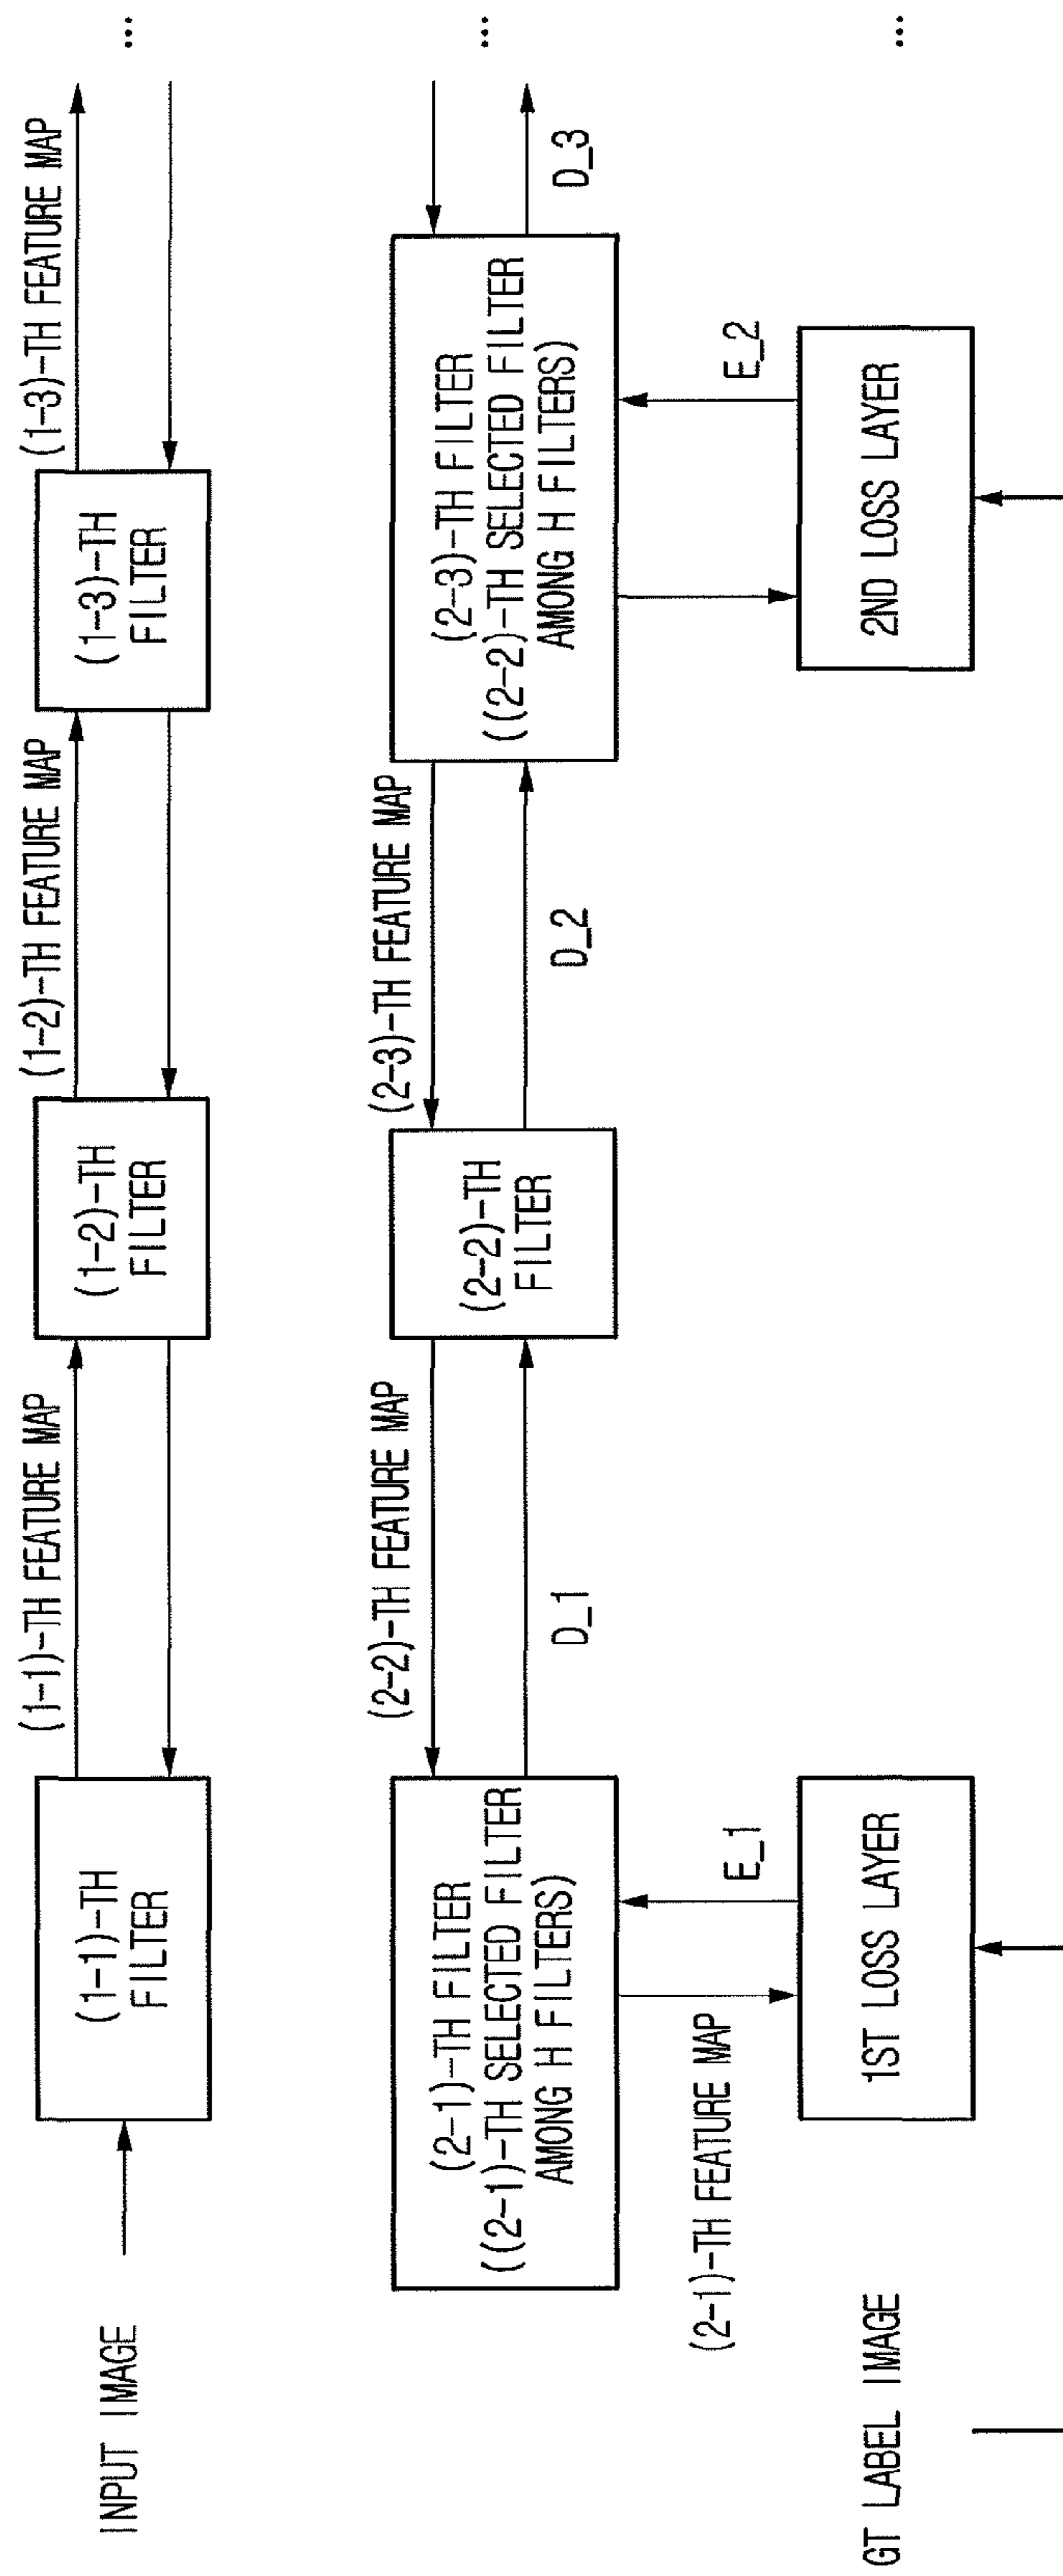 INPUT IMAGE
(1-1)-TH
FILTER
(1-1)-TH FEATURE MAP
(1-2)-TH
FILTER
(1-2)-TH FEATURE MAP
(1-3)-TH
FILTER
(1-3)-TH FEATURE MAP
...
(2-1)-TH FILTER
((2-1)-TH SELECTED FILTER
AMONG H FILTERS)
(2-2)-TH FEATURE MAP
D_1
(2-2)-TH
FILTER
(2-3)-TH FEATURE MAP
D_2
(2-3)-TH FILTER
((2-2)-TH SELECTED FILTER
AMONG H FILTERS)
D_3
...
(2-1)-TH FEATURE MAP
E_1
E_2
GT LABEL IMAGE
1ST LOSS LAYER
2ND LOSS LAYER
...